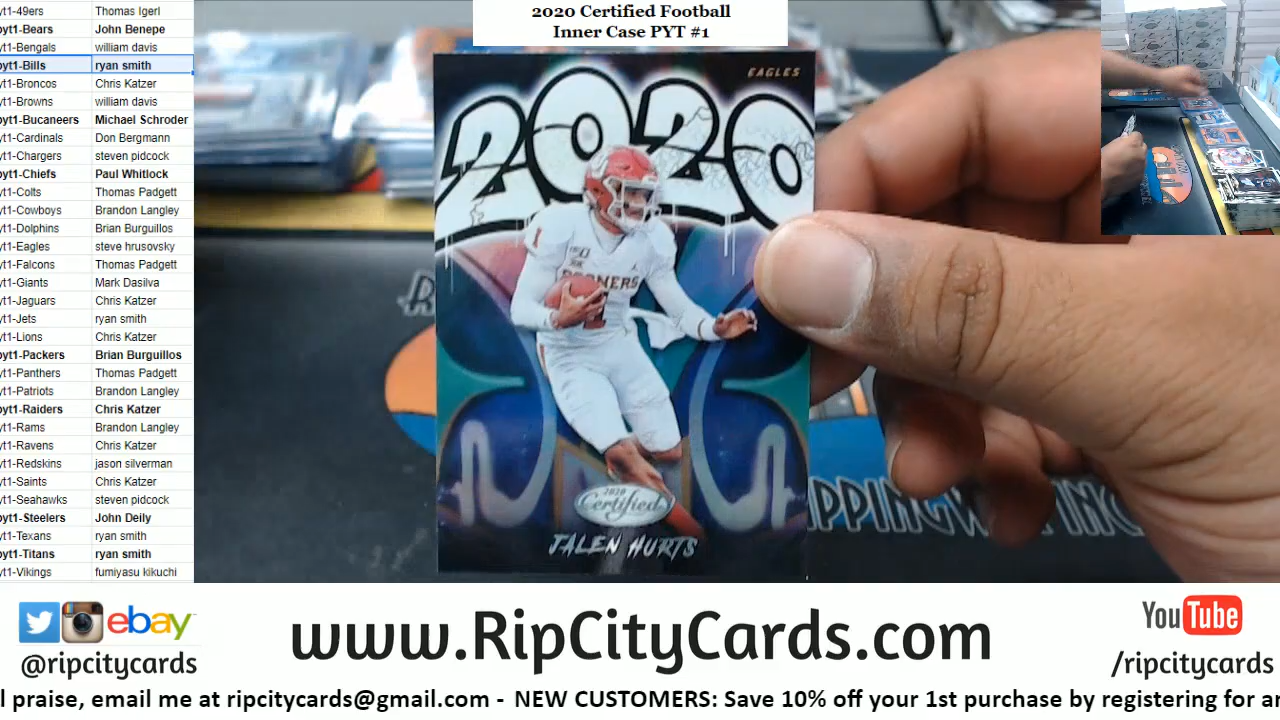 2020 Certified Football
Inner Case PYT #1
yt1-49ers Thomas Igerl
pyt1-Bears John Benepe
yt1-Bengals william davis
pyt1-Bills ryan smith
yt1-Broncos Chris Katzer
yt1-Browns william davis
pyt1-Bucaneers Michael Schroder
yt1-Cardinals Don Bergmann
yt1-Chargers steven pidcock
pyt1-Chiefs Paul Whitlock
yt1-Colts Thomas Padgett
yt1-Cowboys Brandon Langley
yt1-Dolphins Brian Burguillos
yt1-Eagles steve hrusovsky
yt1-Falcons Thomas Padgett
yt1-Giants Mark Dasilva
yt1-Jaguars Chris Katzer
yt1-Jets ryan smith
yt1-Lions Chris Katzer
pyt1-Packers Brian Burguillos
yt1-Panthers Thomas Padgett
yt1-Patriots Brandon Langley
pyt1-Raiders Chris Katzer
yt1-Rams Brandon Langley
yt1-Ravens Chris Katzer
yt1-Redskins jason silverman
yt1-Saints Chris Katzer
yt1-Seahawks steven pidcock
pyt1-Steelers John Deily
yt1-Texans ryan smith
pyt1-Titans ryan smith
yt1-Vikings fumiyasu kikuchi
EAGLES
2020
1
2020
Certified
JALEN HURTS
ebay
@ripcitycards
www.RipCityCards.com
YouTube
/ripcitycards
l praise, email me at ripcitycards@gmail.com - NEW CUSTOMERS: Save 10% off your 1st purchase by registering for an